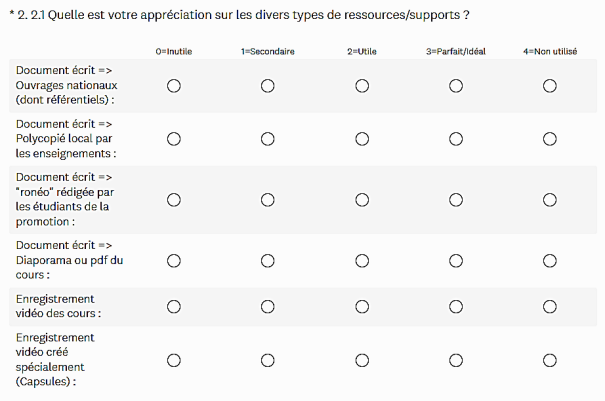 * 2. 2.1 Quelle est votre appréciation sur les divers types de ressources/supports ?
0=Inutile 1=Secondaire 2=Utile 3=Parfait/Idéal 4=Non utilisé
Document écrit =>
Ouvrages nationaux
(dont référentiels) :
Document écrit =>
Polycopié local par
les enseignements :
Document écrit =>
"ronéo" rédigée par
les étudiants de la
promotion :
Document écrit =>
Diaporama ou pdf du
cours :
Enregistrement
vidéo des cours :
Enregistrement
vidéo créé
spécialement
(Capsules) :